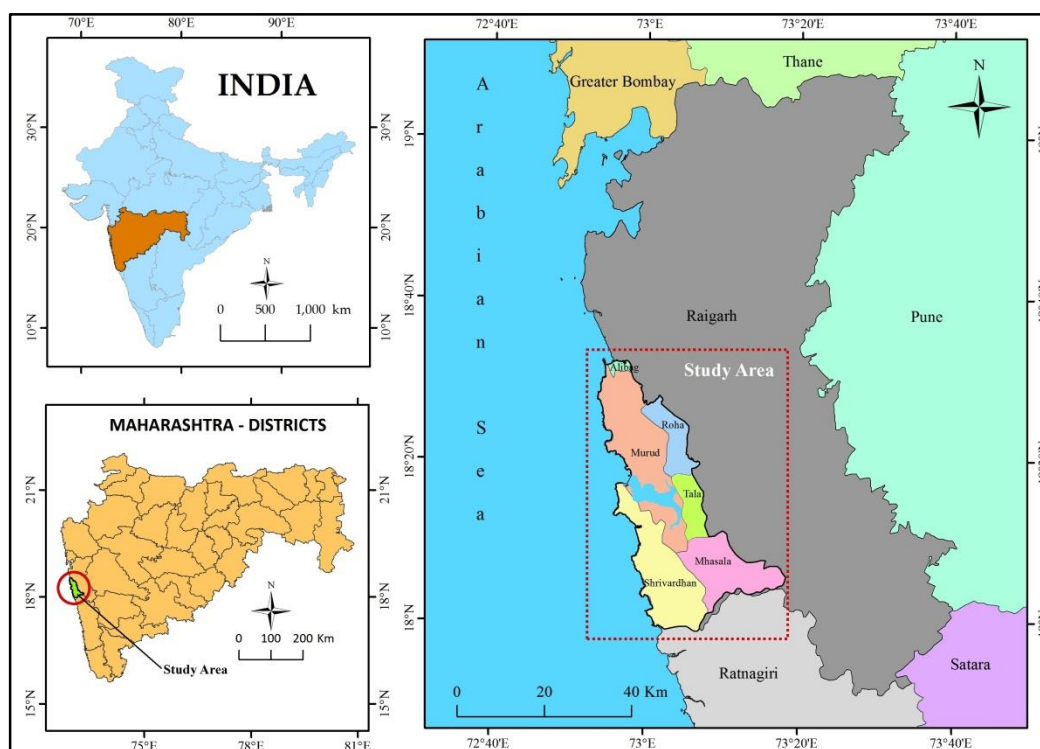 70°E 80°E 90°E
INDIA
30°N
30°N
20°N
20°N
10°N
10°N
N
0 500 1,000 km
MAHARASHTRA - DISTRICTS
21°N
21°N
18°N
18°N
15°N
15°N
N
0 100 200 Km
Study Area
75°E 78°E 81°E
72°40'E 73°E 73°20'E 73°40'E
Arabian Sea
Greater Bombay
Thane
N
19°N
18°40'N
Raigarh
Pune
Study Area
Alibag
Roha
18°20'N
Murud
Tala
Mhasala
Shrivardhan
18°N
Ratnagiri
Satara
0 20 40 Km
72°40'E 73°E 73°20'E 73°40'E